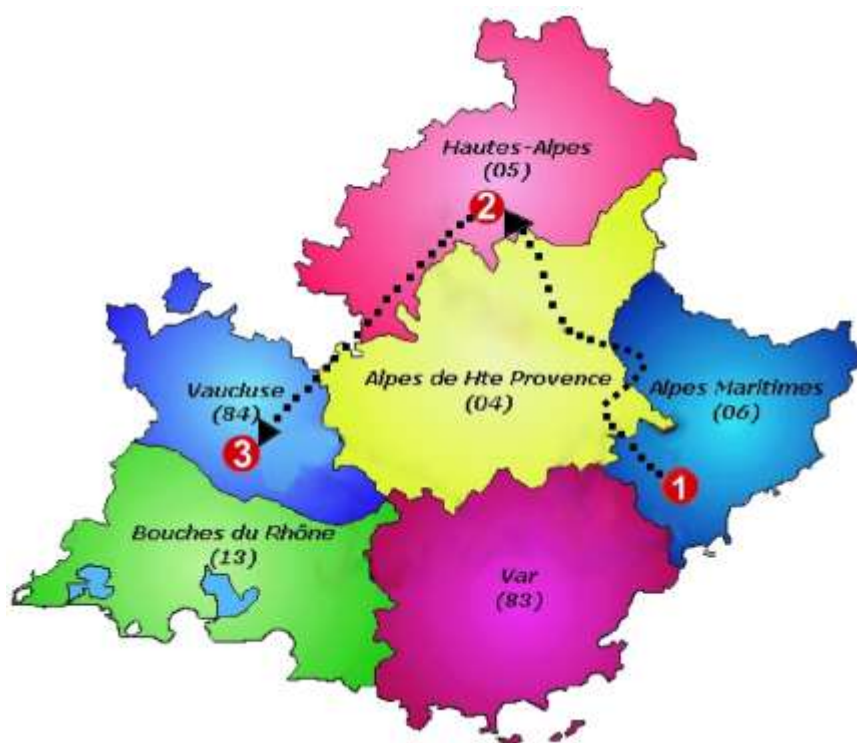 Hautes-Alpes
(05)
2
Vaucluse
(84)
3
Alpes de Hte Provence
(04)
Alpes Maritimes
(06)
1
Bouches du Rhône
(13)
Var
(83)